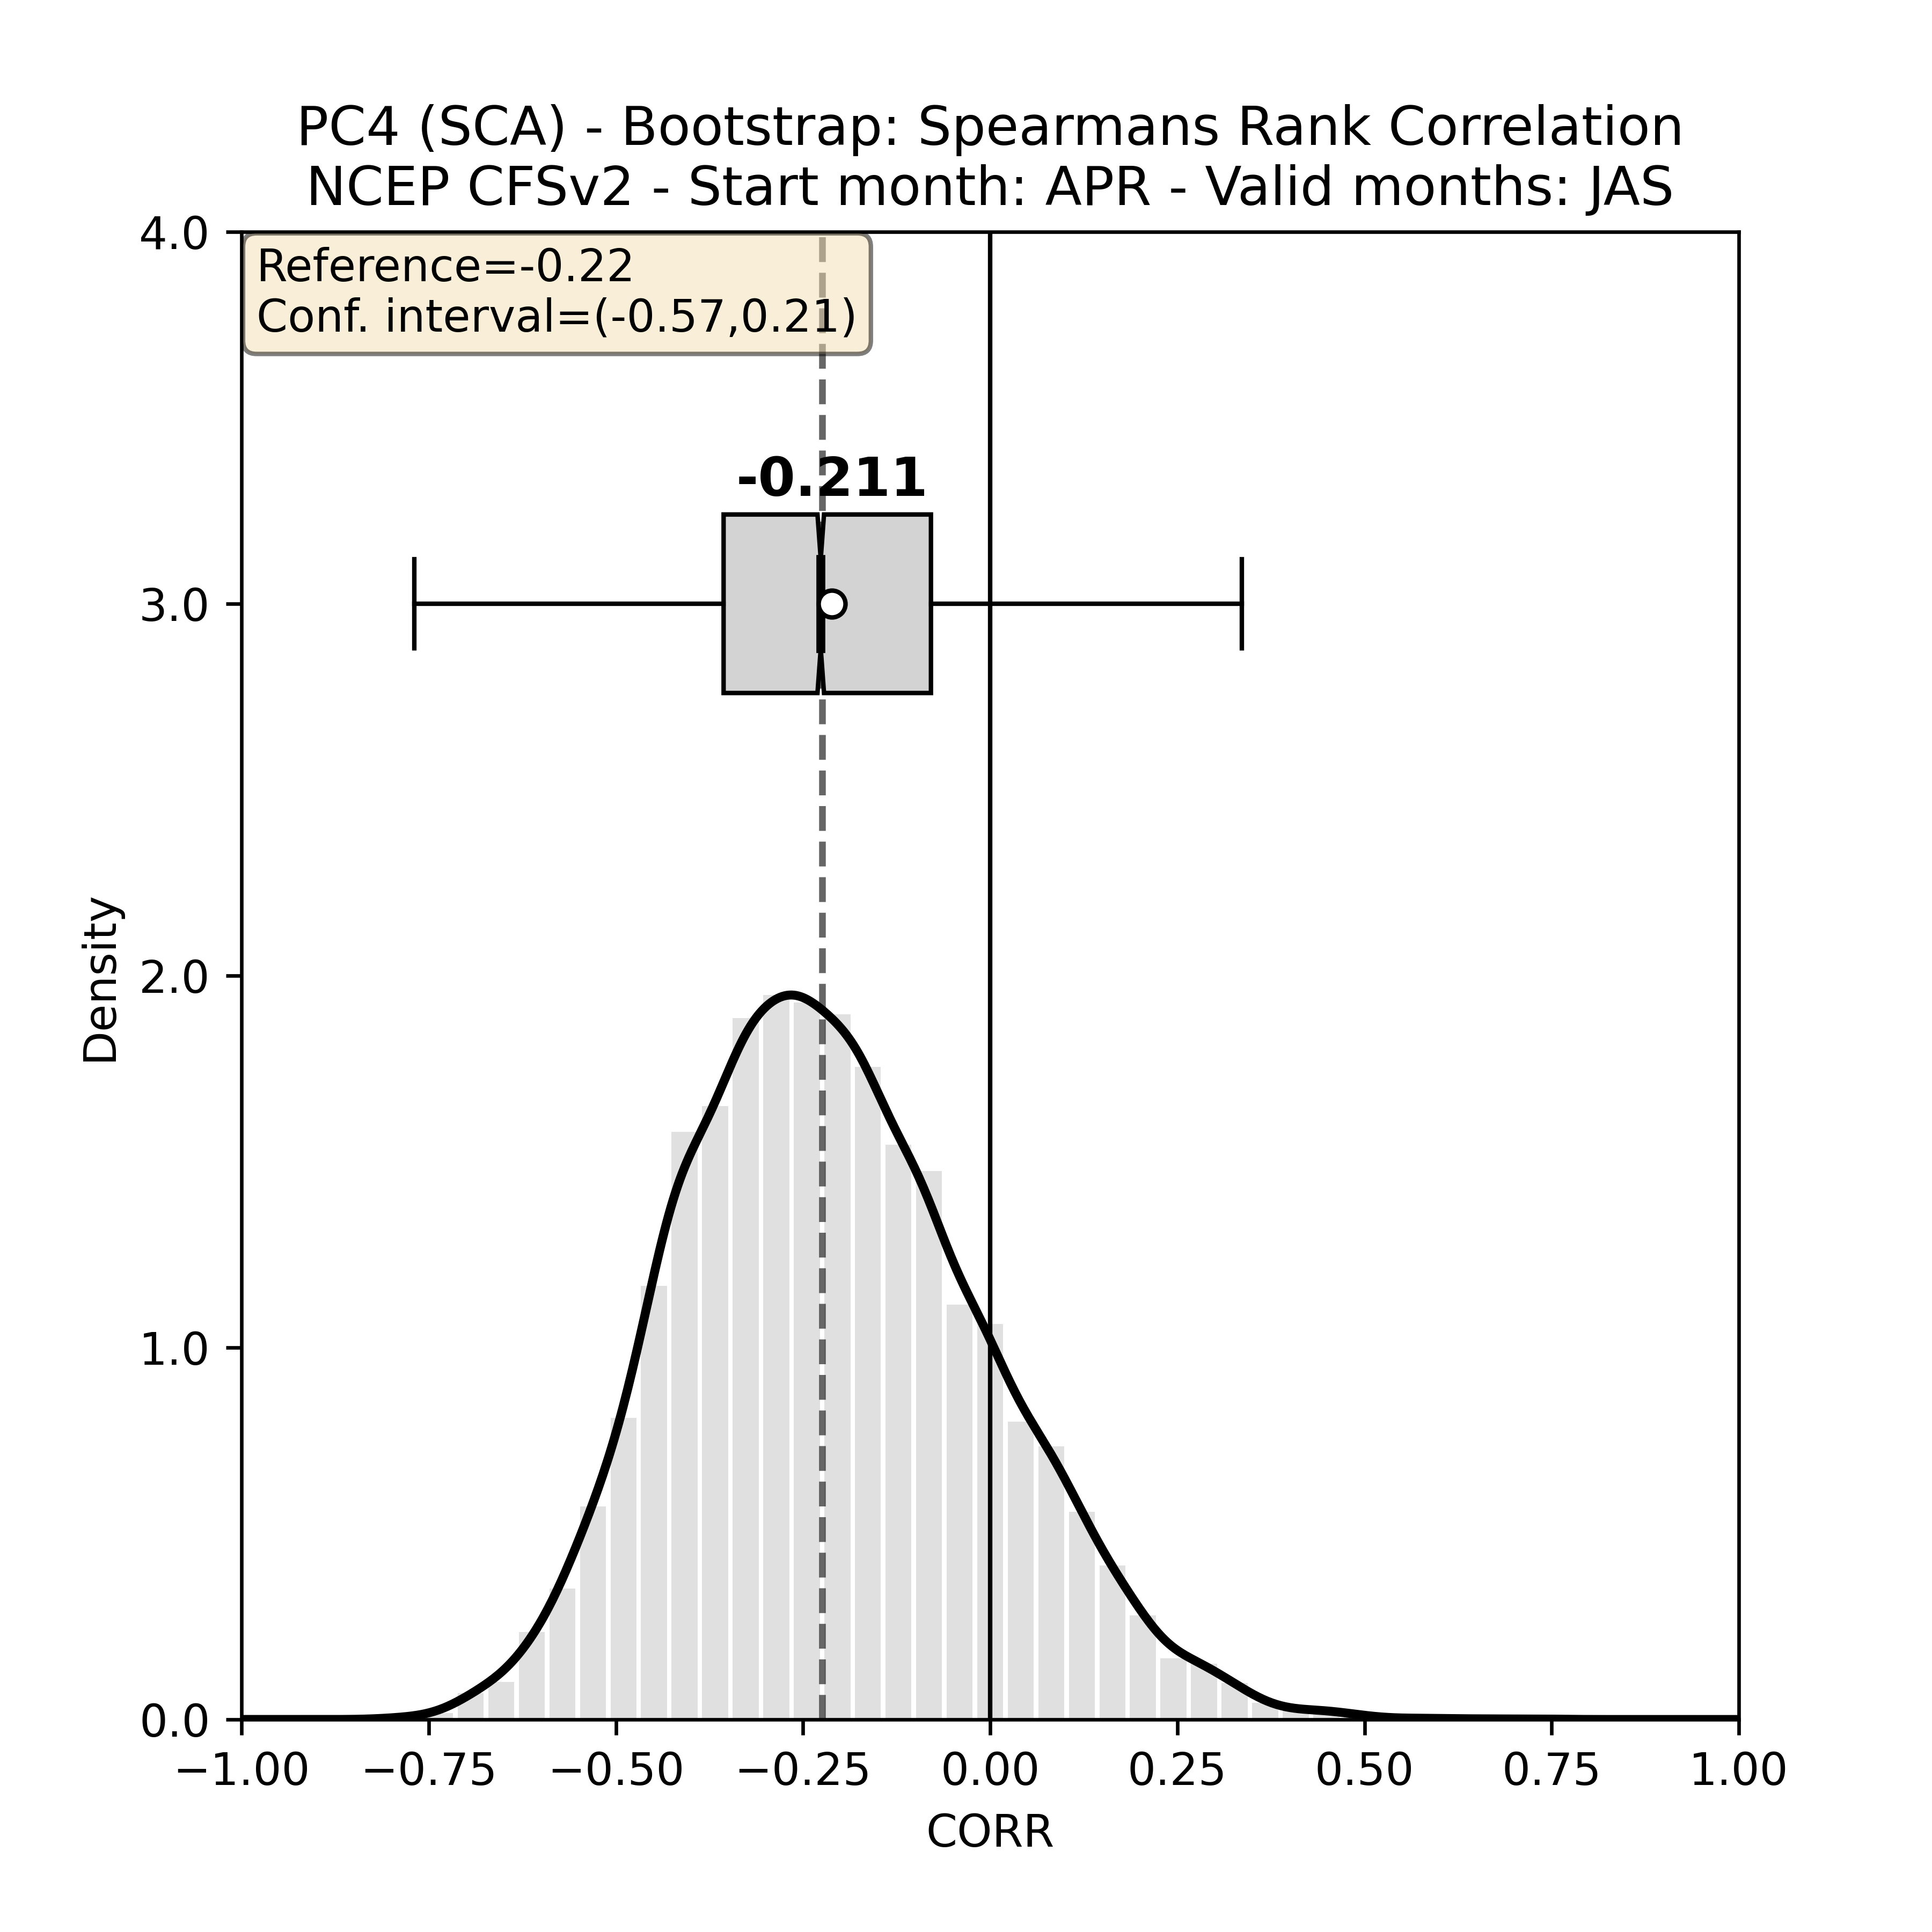 PC4 (SCA) - Bootstrap: Spearmans Rank Correlation
NCEP CFSv2 - Start month: APR - Valid months: JAS
4.0
Reference=-0.22
Conf. interval=(-0.57,0.21)
-0.211
3.0
Density
2.0
1.0
0.0
−1.00 −0.75 −0.50 −0.25 0.00 0.25 0.50 0.75 1.00
CORR